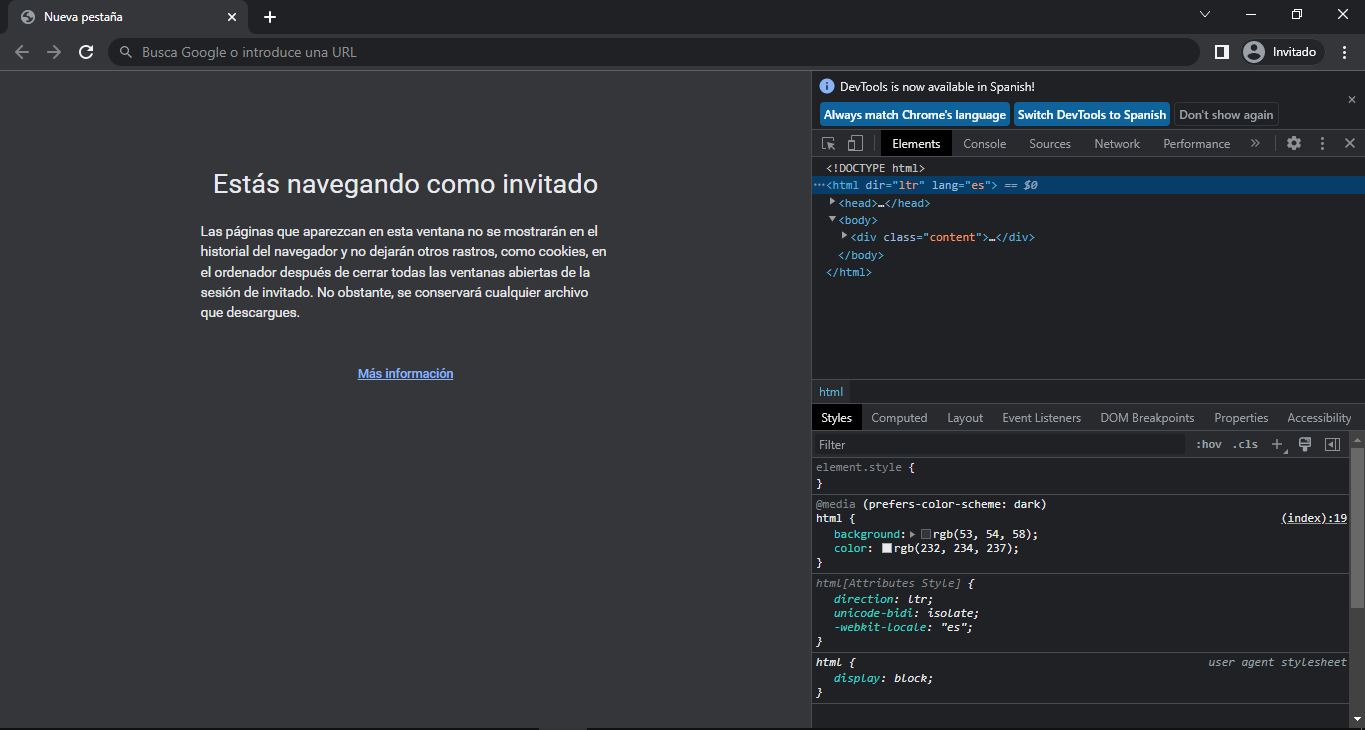 Nueva pestaña
Busca Google o introduce una URL
Invitado
Estás navegando como invitado
Las páginas que aparezcan en esta ventana no se mostrarán en el
historial del navegador y no dejarán otros rastros, como cookies, en
el ordenador después de cerrar todas las ventanas abiertas de la
sesión de invitado. No obstante, se conservará cualquier archivo
que descargues.
Más información
DevTools is now available in Spanish!
Always match Chrome's language Switch DevTools to Spanish Don't show again
Elements Console Sources Network Performance »
<!DOCTYPE html>
<html dir="ltr" lang="es"> == $0
<head>…</head>
<body>
<div class="content">…</div>
</body>
</html>
html
Styles Computed Layout Event Listeners DOM Breakpoints Properties Accessibility
Filter :hov .cls
element.style {
}
@media (prefers-color-scheme: dark)
html { (index):19
background: rgb(53, 54, 58);
color: rgb(232, 234, 237);
}
html[Attributes Style] {
direction: ltr;
unicode-bidi: isolate;
-webkit-locale: "es";
}
html { user agent stylesheet
display: block;
}